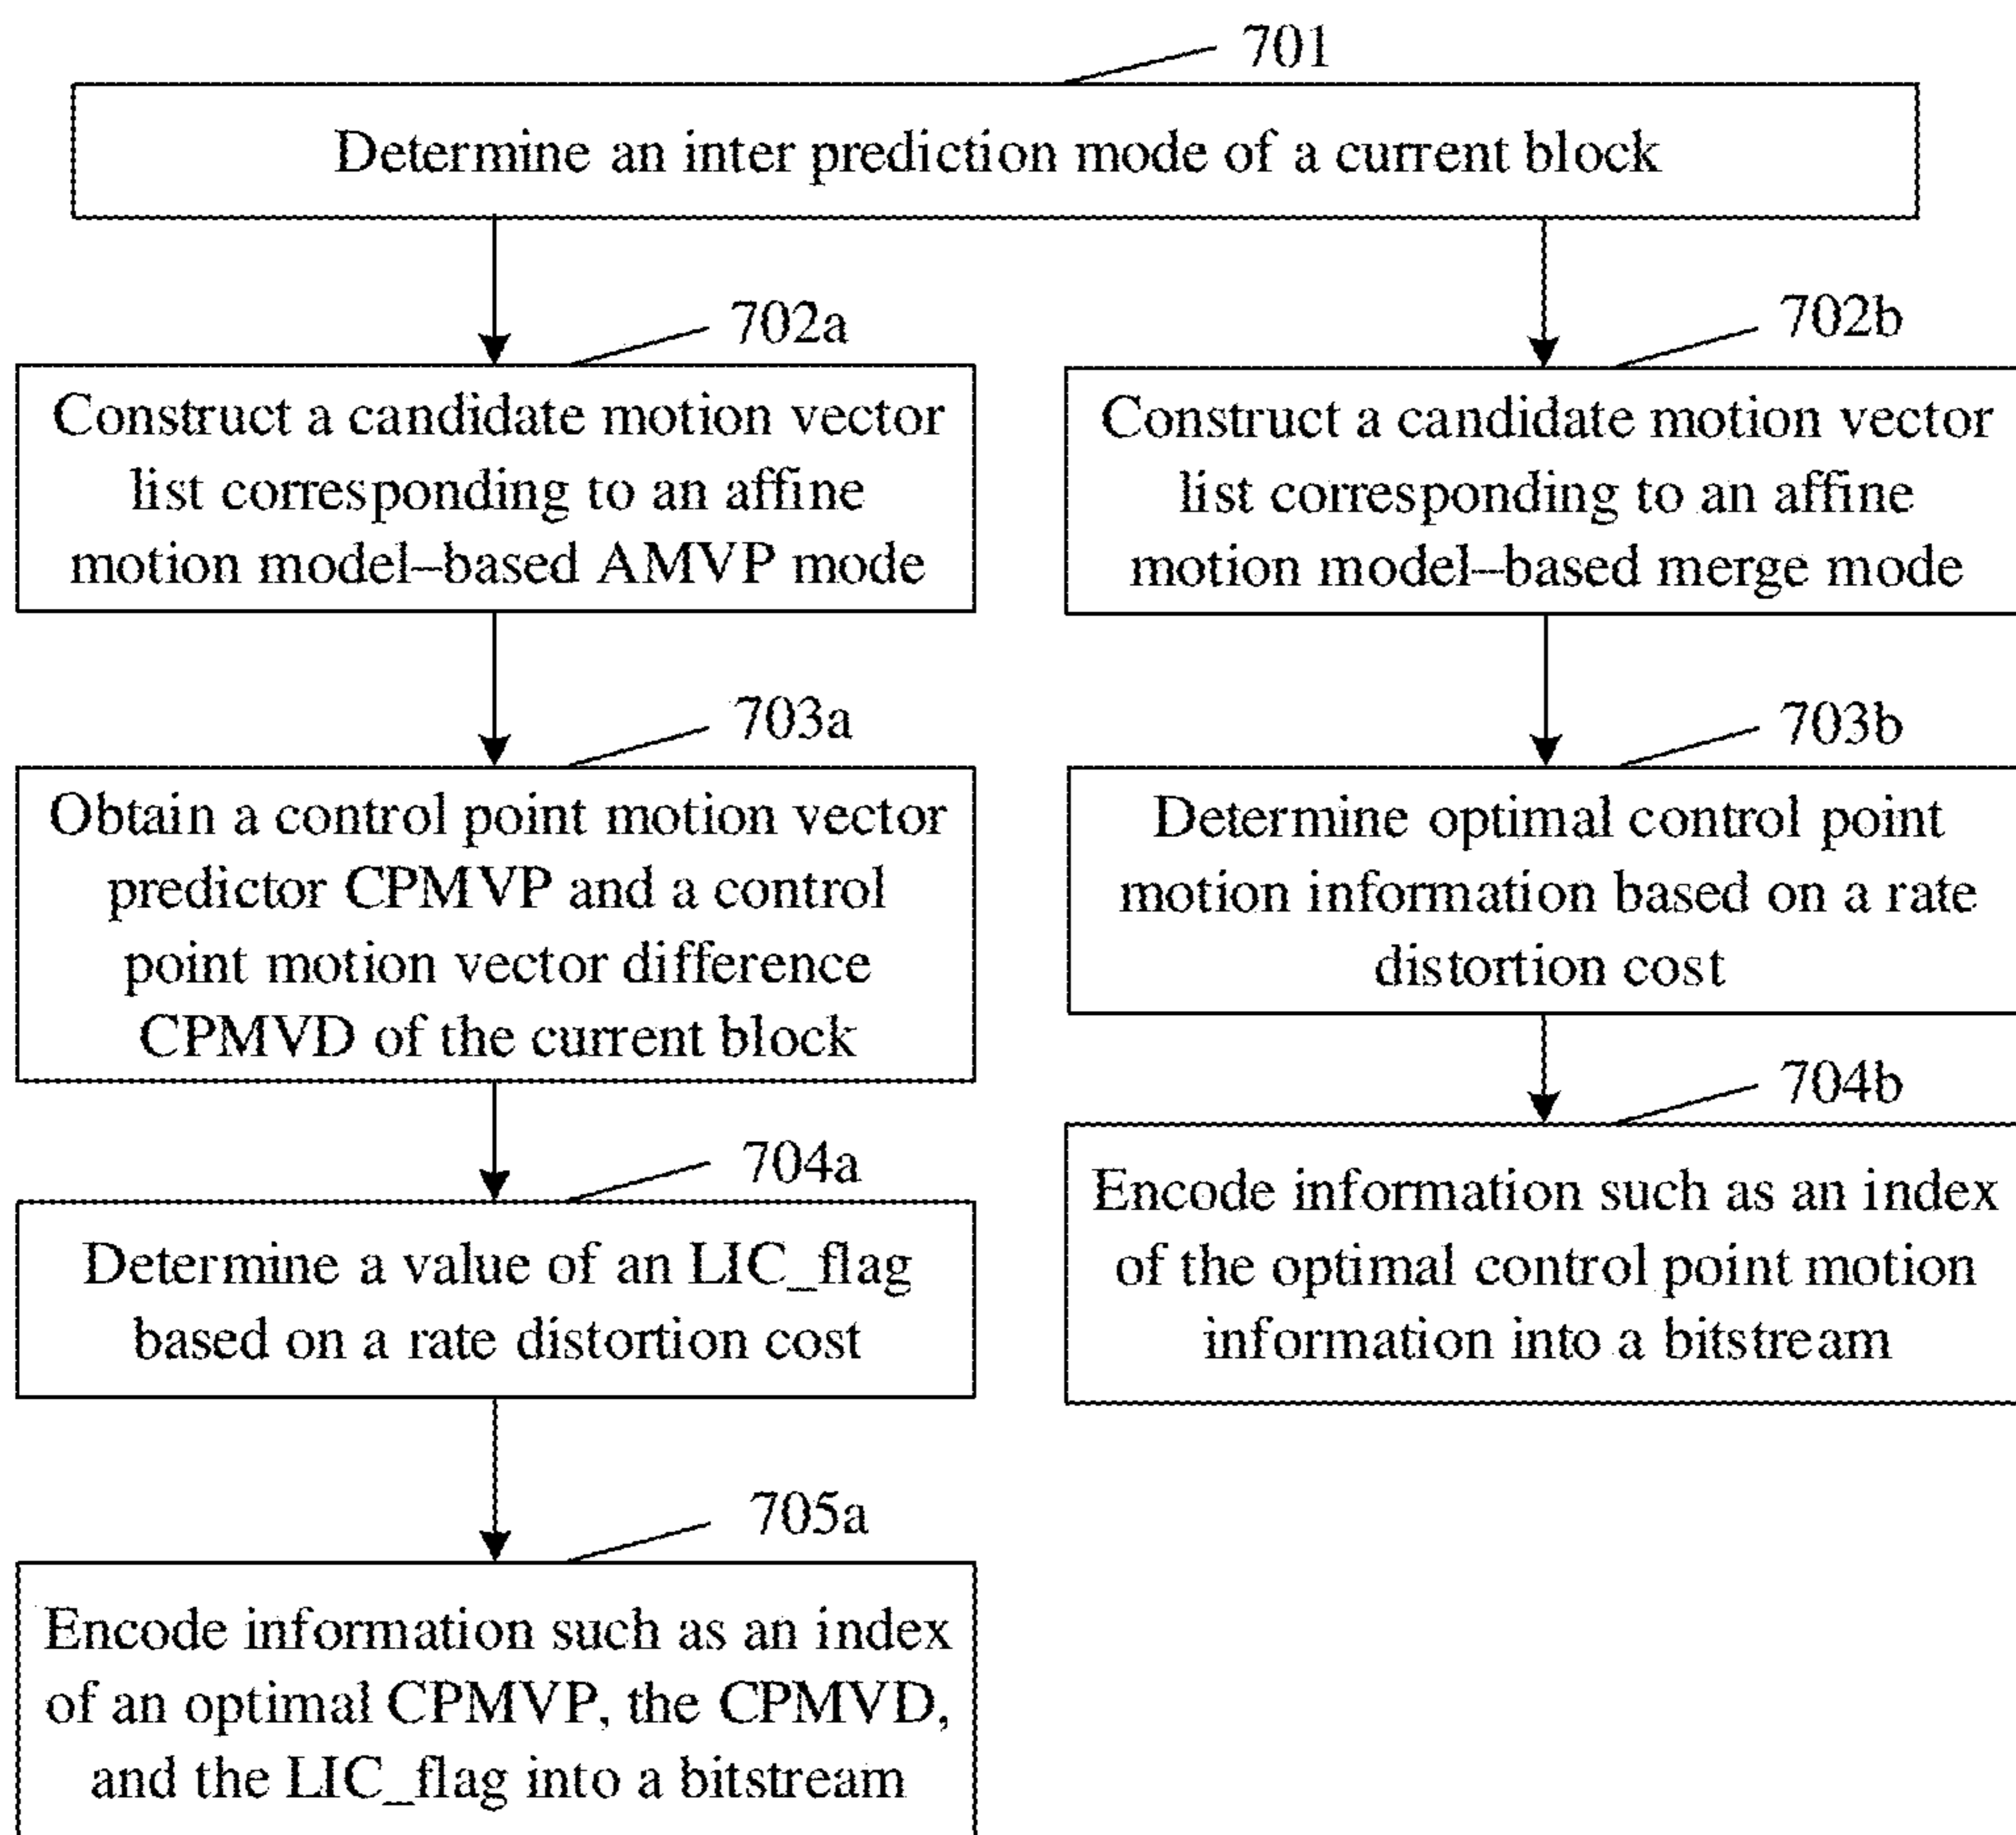 701
Determine an inter prediction mode of a current block
702a
Construct a candidate motion vector
list corresponding to an affine
motion model–based AMVP mode
703a
Obtain a control point motion vector
predictor CPMVP and a control
point motion vector difference
CPMVD of the current block
704a
Determine a value of an LIC_flag
based on a rate distortion cost
705a
Encode information such as an index
of an optimal CPMVP, the CPMVD,
and the LIC_flag into a bitstream
702b
Construct a candidate motion vector
list corresponding to an affine
motion model–based merge mode
703b
Determine optimal control point
motion information based on a rate
distortion cost
704b
Encode information such as an index
of the optimal control point motion
information into a bitstream